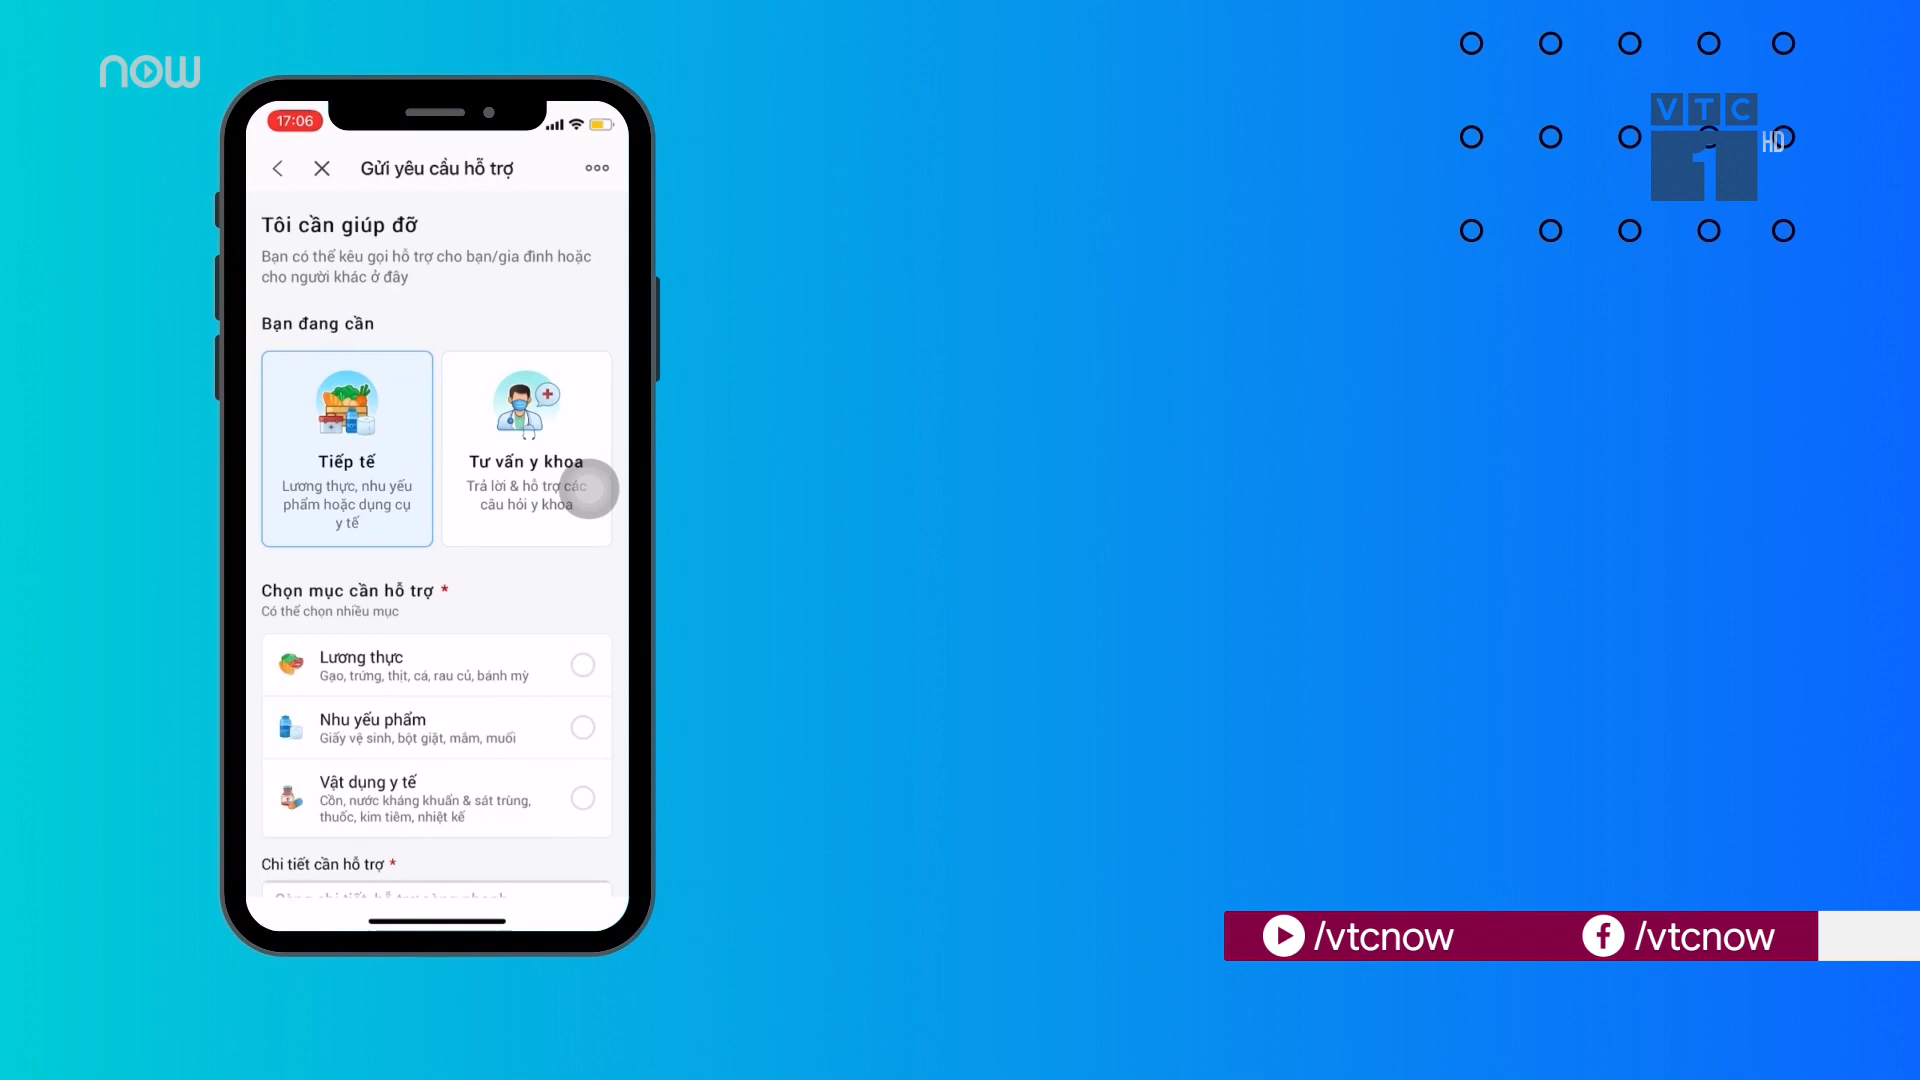 now
VTC
1
HD
17:06
Gửi yêu cầu hỗ trợ
Tôi cần giúp đỡ
Bạn có thể kêu gọi hỗ trợ cho bạn/gia đình hoặc
cho người khác ở đây
Bạn đang cần
Tiếp tế
Lương thực, nhu yếu
phẩm hoặc dụng cụ
y tế
Tư vấn y khoa
Trả lời & hỗ trợ các
câu hỏi y khoa
Chọn mục cần hỗ trợ *
Có thể chọn nhiều mục
Lương thực
Gạo, trứng, thịt, cá, rau củ, bánh mỳ
Nhu yếu phẩm
Giấy vệ sinh, bột giặt, mắm, muối
Vật dụng y tế
Cồn, nước kháng khuẩn & sát trùng,
thuốc, kim tiêm, nhiệt kế
Chi tiết cần hỗ trợ *
/vtcnow
/vtcnow